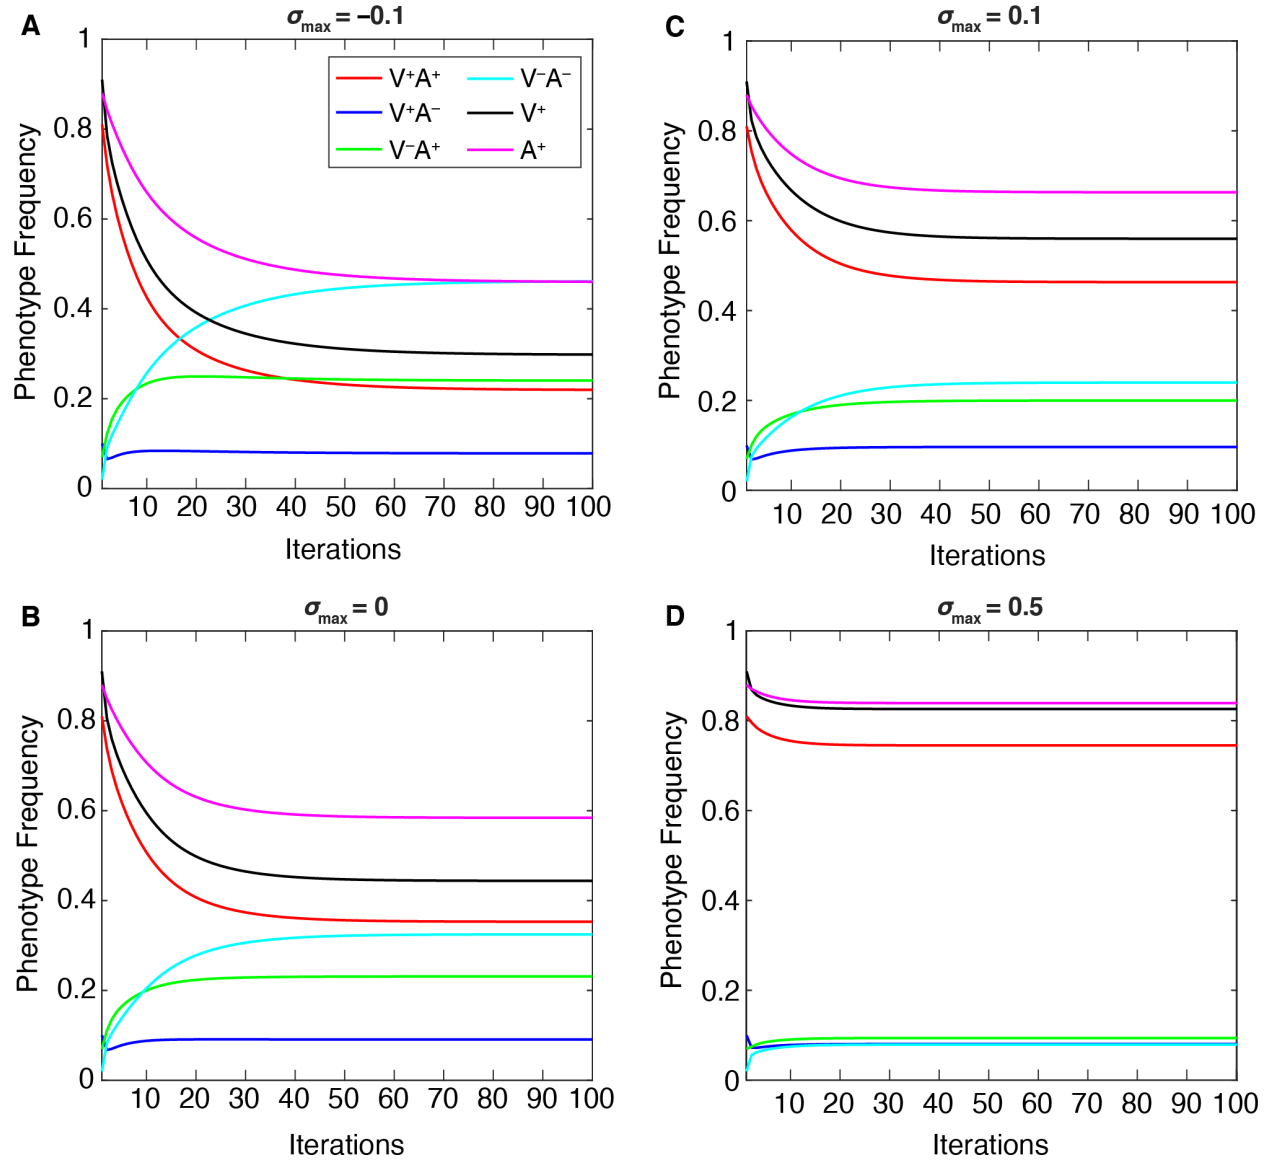 A
σmax = −0.1
1
0.8
0.6
0.4
0.2
0
Phenotype Frequency
V+A+
V−A−
V+A−
V+
V−A+
A+
10 20 30 40 50 60 70 80 90 100
Iterations
C
σmax = 0.1
1
0.8
0.6
0.4
0.2
0
Phenotype Frequency
10 20 30 40 50 60 70 80 90 100
Iterations
B
σmax = 0
1
0.8
0.6
0.4
0.2
0
Phenotype Frequency
10 20 30 40 50 60 70 80 90 100
Iterations
D
σmax = 0.5
1
0.8
0.6
0.4
0.2
0
Phenotype Frequency
10 20 30 40 50 60 70 80 90 100
Iterations